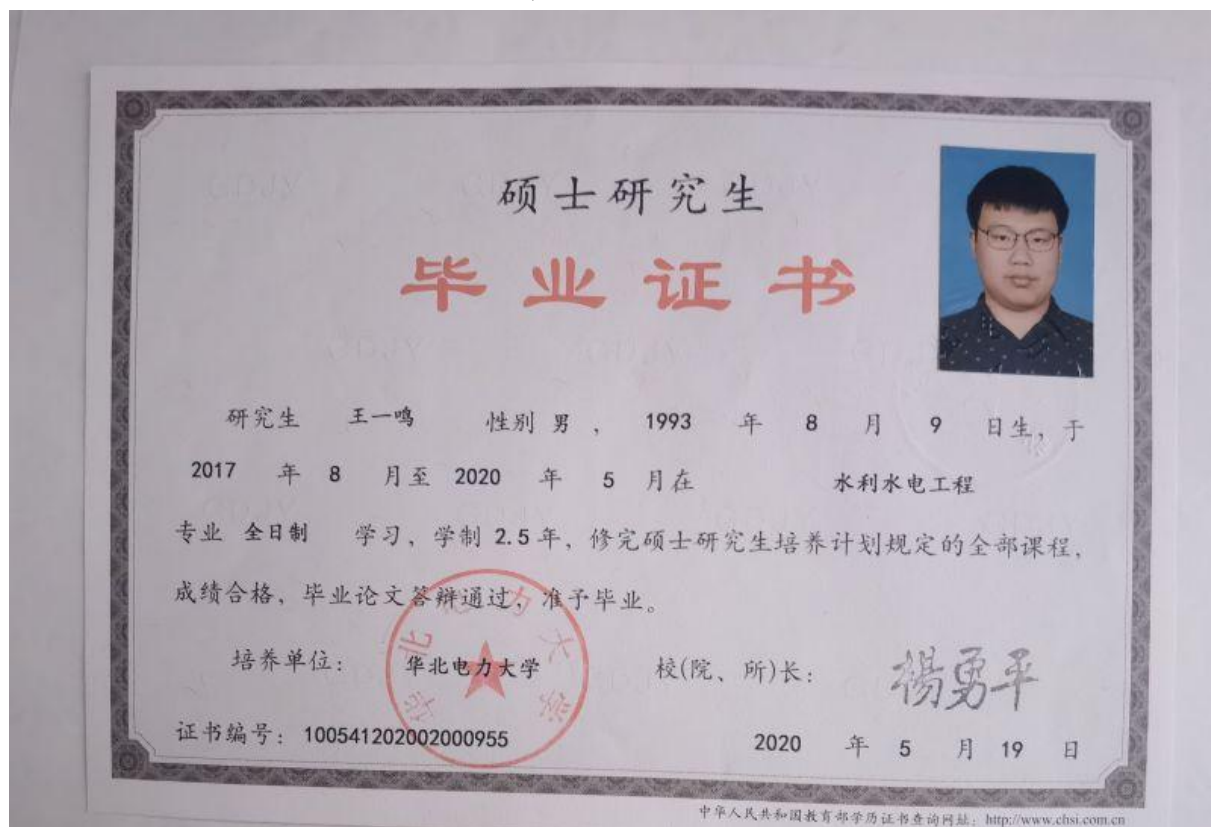 硕士研究生
毕业证书
研究生 王一鸣 性别 男 , 1993 年 8 月 9 日生, 于
2017 年 8 月至 2020 年 5 月在 水利水电工程
专业 全日制 学习、学制 2.5 年, 修完硕士研究生培养计划规定的全部课程,
成绩合格、毕业论文答辩通过, 准予毕业。
培养单位: 华北电力大学 校(院、所)长: 楊勇平
华北电力大学
证书编号: 100541202002000955 2020 年 5 月 19 日
中华人民共和国教育部学历证书查询网址: http://www.chsi.com.cn